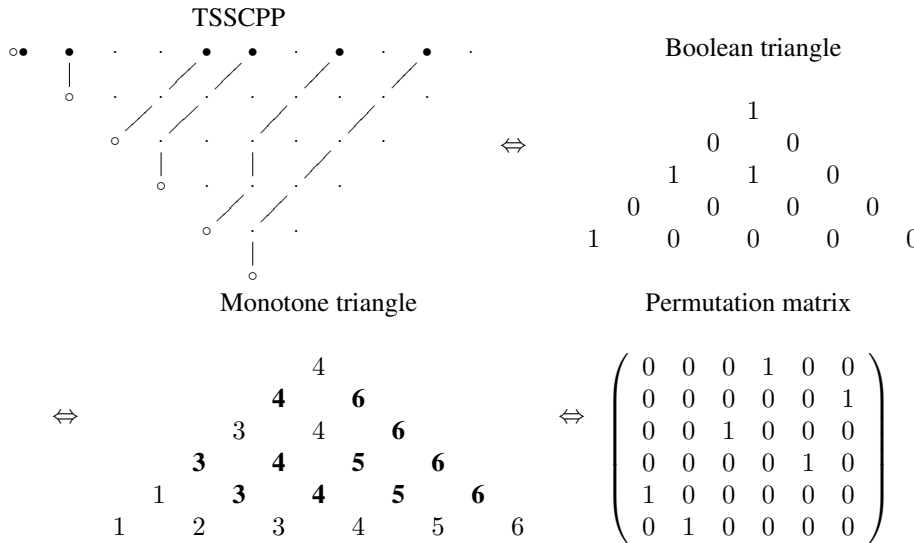 TSSCPP
Boolean triangle
1
0 0
1 1 0
0 0 0 0
1 0 0 0 0
⇔
Monotone triangle
⇔
4
4 6
3 4 6
3 4 5 6
1 3 4 5 6
1 2 3 4 5 6
Permutation matrix
⇔
0 0 0 1 0 0
0 0 0 0 0 1
0 0 1 0 0 0
0 0 0 0 1 0
1 0 0 0 0 0
0 1 0 0 0 0